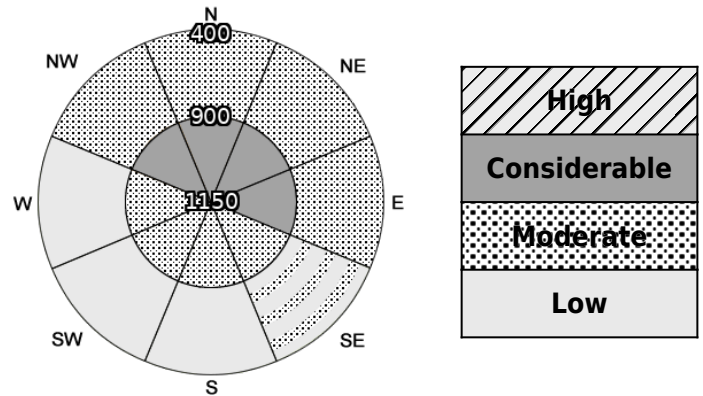 N
400
NW
NE
900
W
1150
E
SW
SE
S
High
Considerable
Moderate
Low